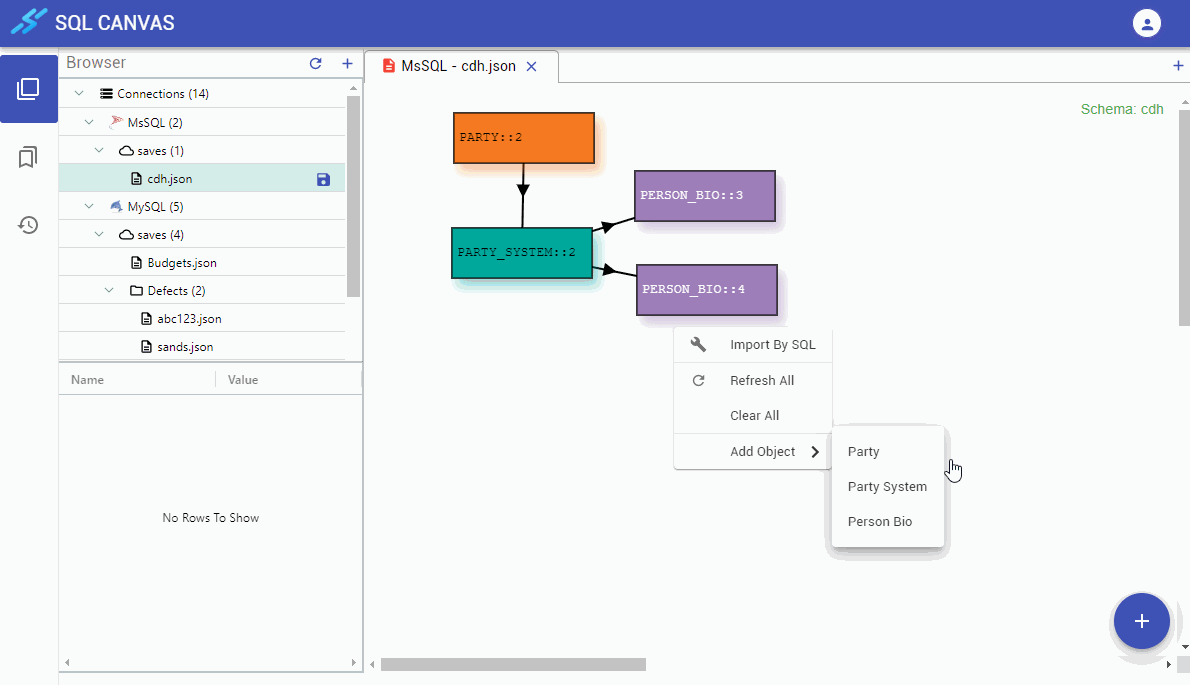 SQL CANVAS
Browser
MsSQL - cdh.json
Connections (14)
MsSQL (2)
saves (1)
cdh.json
MySQL (5)
saves (4)
Budgets.json
Defects (2)
abc123.json
sands.json
Name Value
No Rows To Show
Schema: cdh
PARTY::2
PERSON_BIO::3
PARTY_SYSTEM::2
PERSON_BIO::4
Import By SQL
Refresh All
Clear All
Add Object
Party
Party System
Person Bio